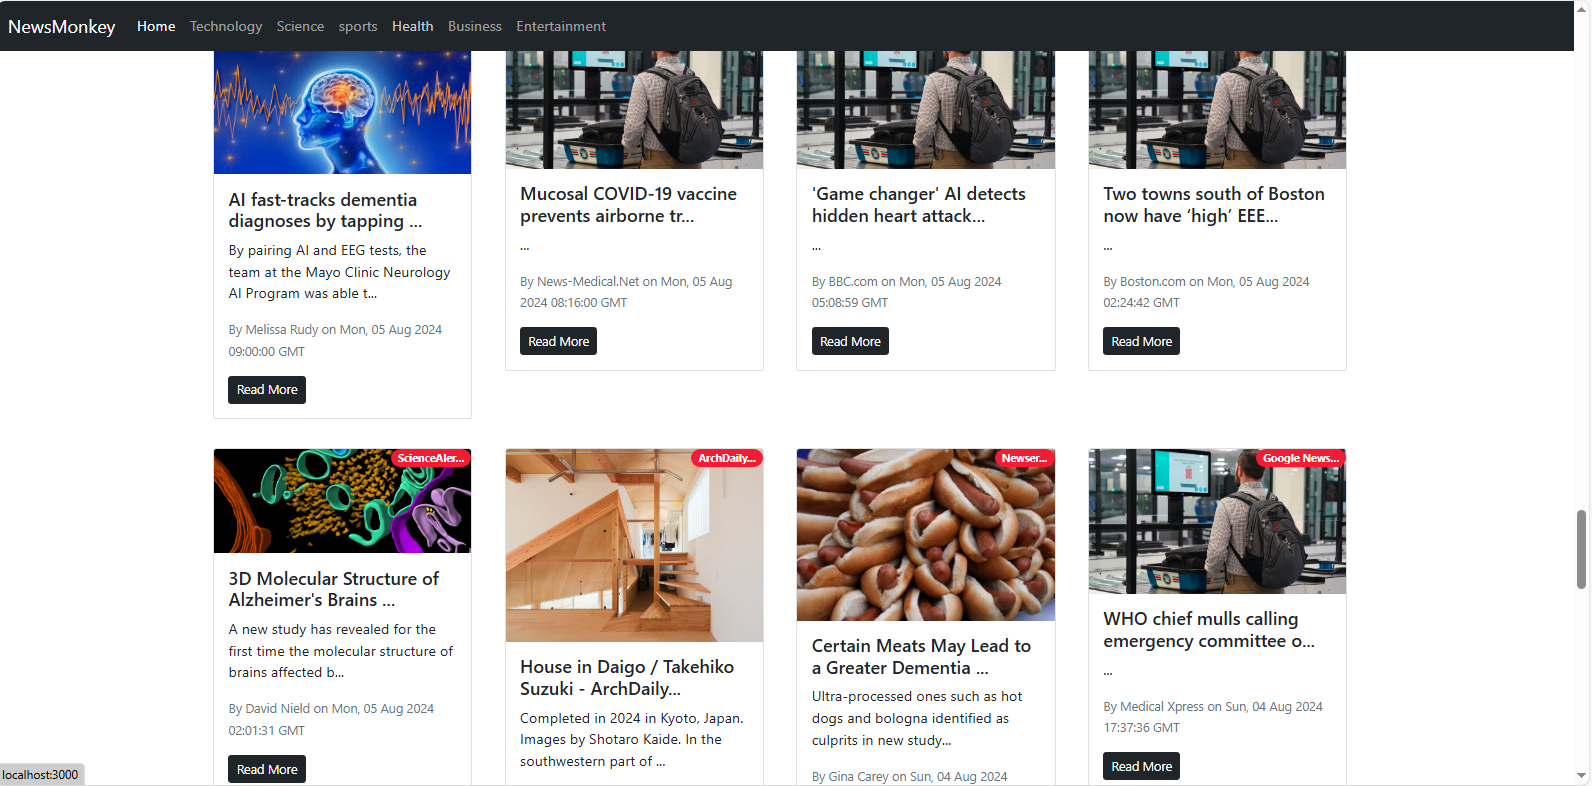 NewsMonkey Home Technology Science sports Health Business Entertainment
AI fast-tracks dementia
diagnoses by tapping ...
By pairing AI and EEG tests, the
team at the Mayo Clinic Neurology
AI Program was able t...
By Melissa Rudy on Mon, 05 Aug 2024
09:00:00 GMT
Read More
Mucosal COVID-19 vaccine
prevents airborne tr...
...
By News-Medical.Net on Mon, 05 Aug
2024 08:16:00 GMT
Read More
'Game changer' AI detects
hidden heart attack...
...
By BBC.com on Mon, 05 Aug 2024
05:08:59 GMT
Read More
Two towns south of Boston
now have ‘high’ EEE...
...
By Boston.com on Mon, 05 Aug 2024
02:24:42 GMT
Read More
ScienceAler...
3D Molecular Structure of
Alzheimer's Brains ...
A new study has revealed for the
first time the molecular structure of
brains affected b...
By David Nield on Mon, 05 Aug 2024
02:01:31 GMT
Read More
ArchDaily...
House in Daigo / Takehiko
Suzuki - ArchDaily...
Completed in 2024 in Kyoto, Japan.
Images by Shotaro Kaide. In the
southwestern part of ...
Newser...
Certain Meats May Lead to
a Greater Dementia ...
Ultra-processed ones such as hot
dogs and bologna identified as
culprits in new study...
By Gina Carey on Sun, 04 Aug 2024
Google News...
WHO chief mulls calling
emergency committee o...
...
By Medical Xpress on Sun, 04 Aug 2024
17:37:36 GMT
Read More
localhost:3000